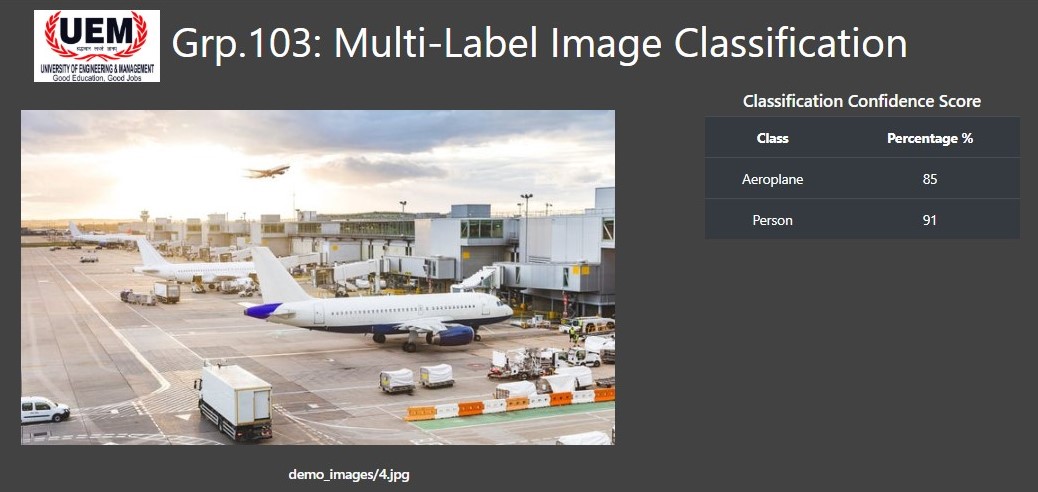 UEM
UNIVERSITY OF ENGINEERING & MANAGEMENT
Good Education, Good Jobs
Grp.103: Multi-Label Image Classification
Classification Confidence Score
Class Percentage %
Aeroplane 85
Person 91
demo_images/4.jpg